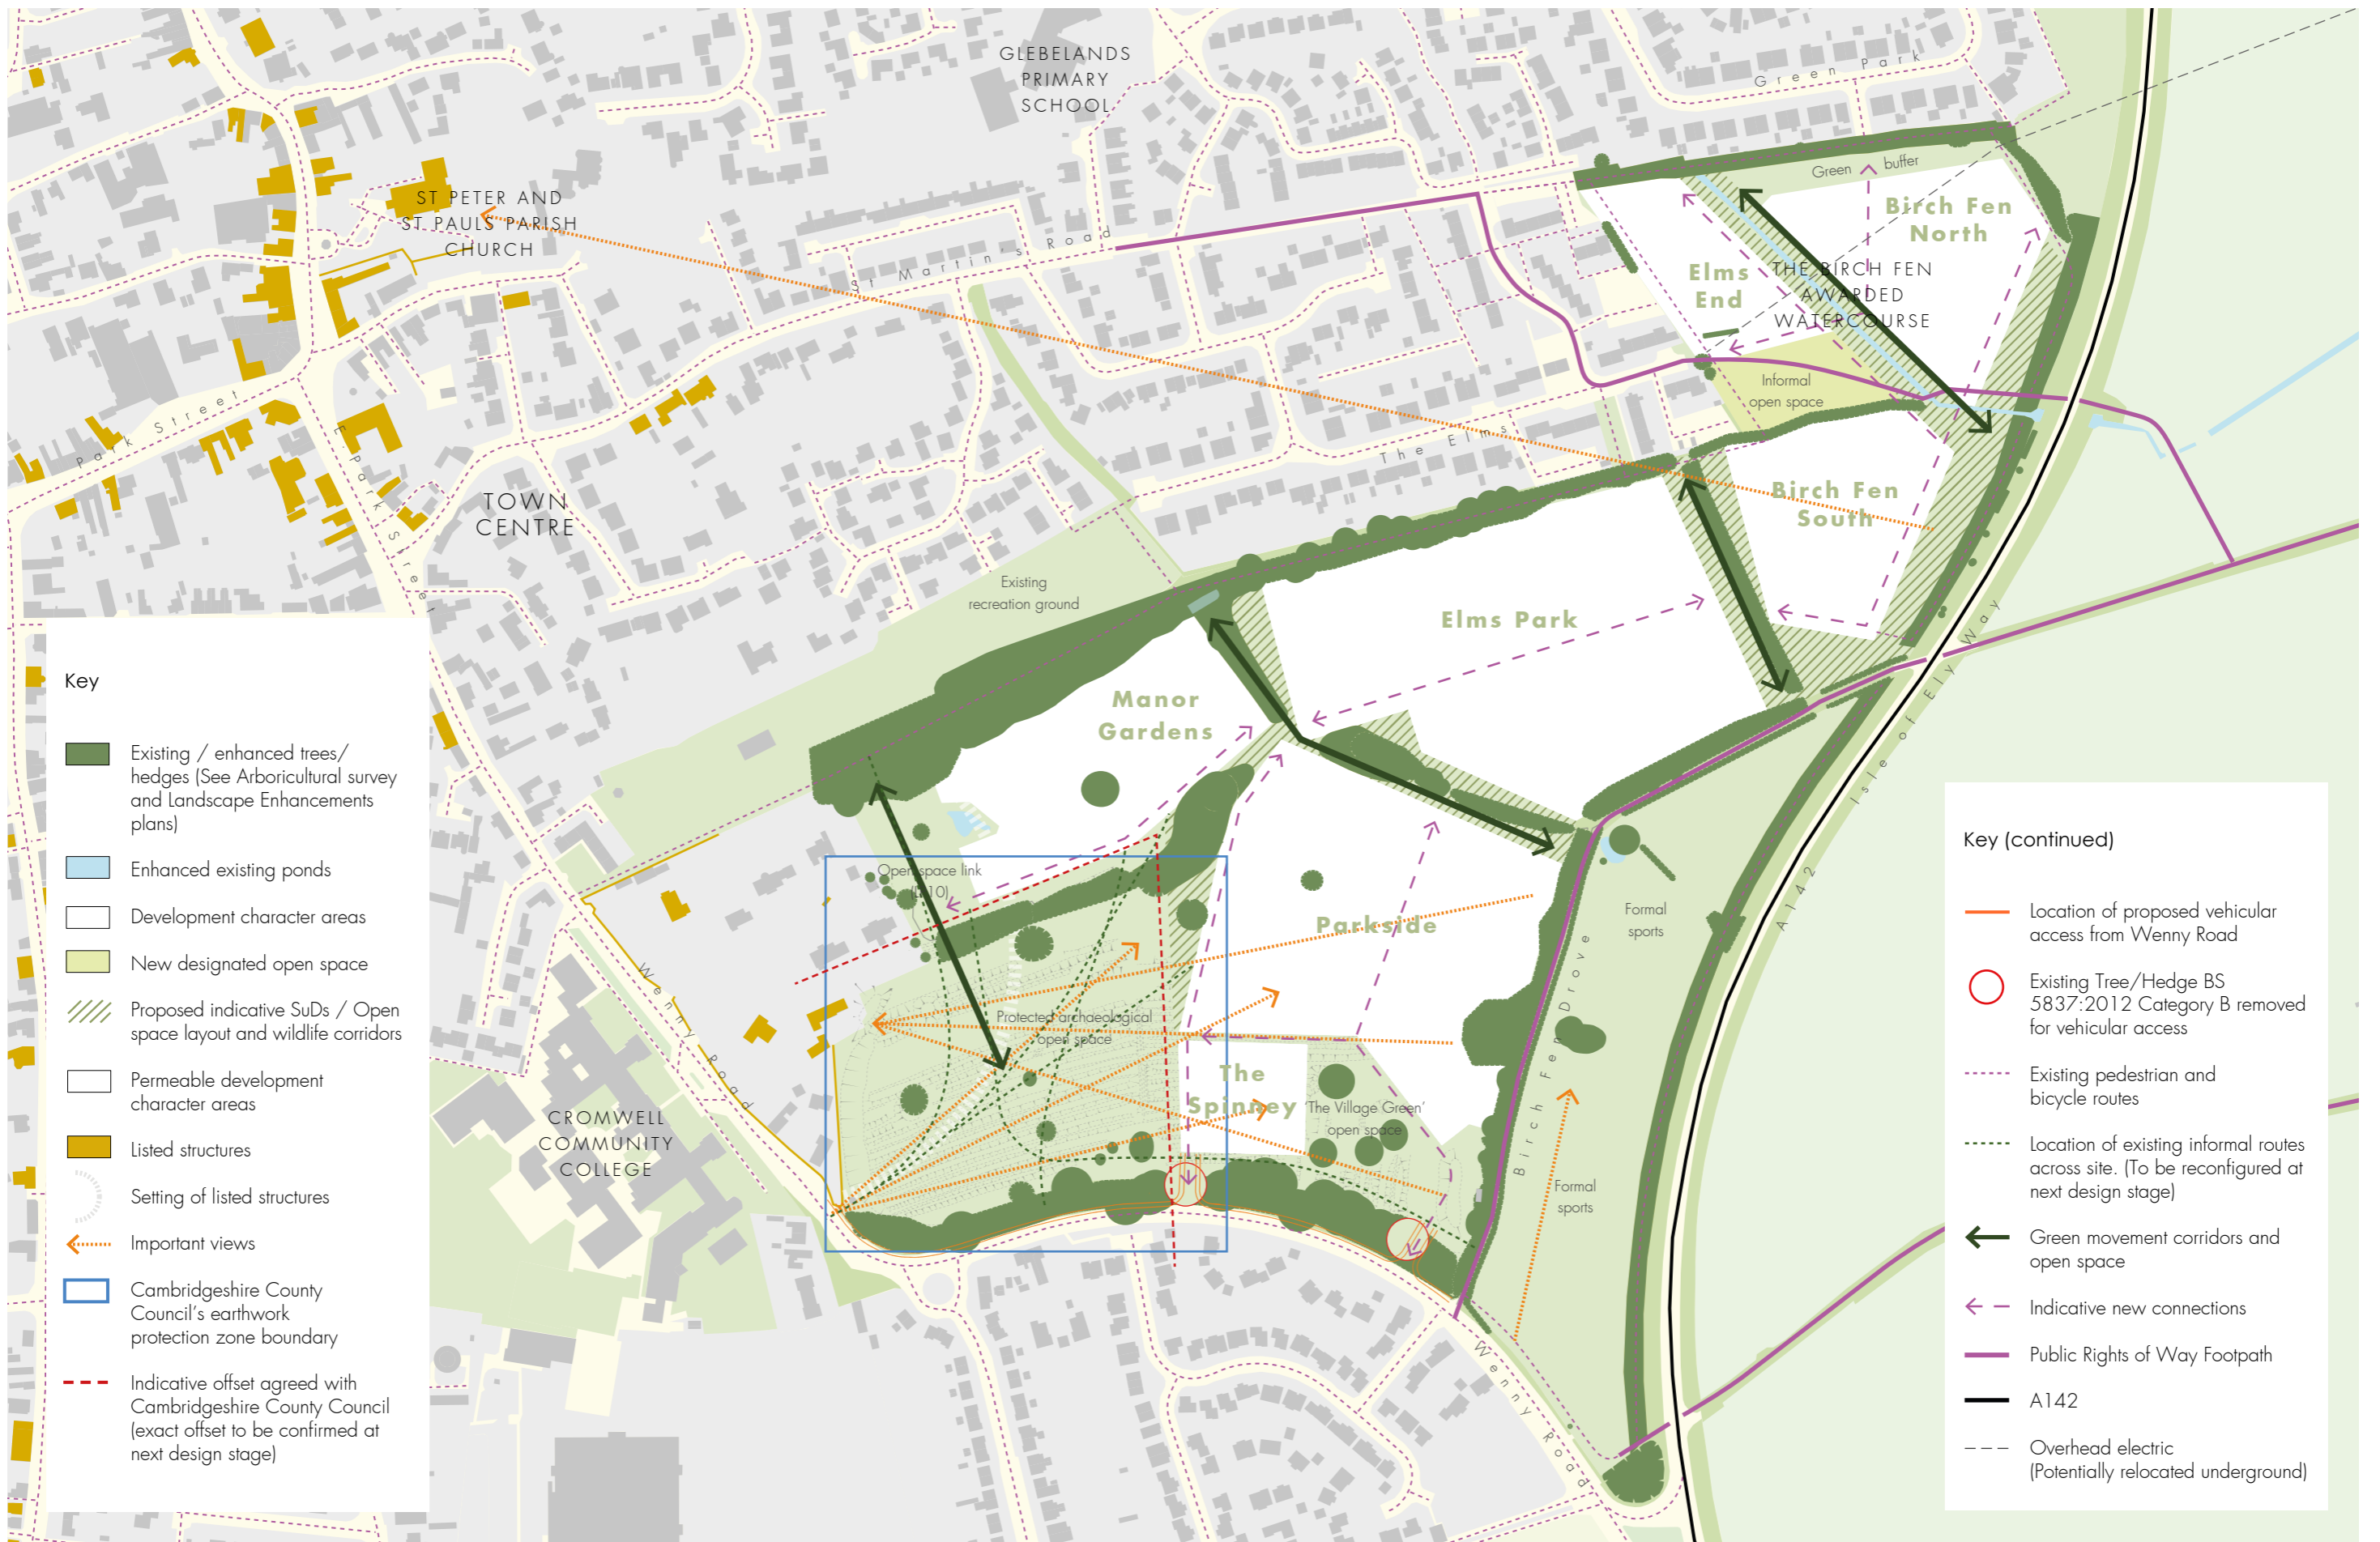 GLEBELANDS
PRIMARY
SCHOOL
Green Park
ST PETER AND
ST PAULS PARISH
CHURCH
Green buffer
Birch Fen
North
St Martin's Road
Elms
End
THE BIRCH FEN
AWARDED
WATERCOURSE
Informal
open space
Park Street
E Park Street
The Elms
TOWN
CENTRE
Birch Fen
South
Existing
recreation ground
Elms Park
Isle of Ely Way
Manor
Gardens
A142
Open space link
Parkside
Formal
sports
Wenny Road
Protected archaeological
open space
Birch Fen Drove
The
Spinney
'The Village Green'
open space
CROMWELL
COMMUNITY
COLLEGE
Formal
sports
Wenny Road
Key
Existing / enhanced trees/
hedges (See Arboricultural survey
and Landscape Enhancements
plans)
Enhanced existing ponds
Development character areas
New designated open space
Proposed indicative SuDs / Open
space layout and wildlife corridors
Permeable development
character areas
Listed structures
Setting of listed structures
Important views
Cambridgeshire County
Council's earthwork
protection zone boundary
Indicative offset agreed with
Cambridgeshire County Council
(exact offset to be confirmed at
next design stage)
Key (continued)
Location of proposed vehicular
access from Wenny Road
Existing Tree/Hedge BS
5837:2012 Category B removed
for vehicular access
Existing pedestrian and
bicycle routes
Location of existing informal routes
across site. (To be reconfigured at
next design stage)
Green movement corridors and
open space
Indicative new connections
Public Rights of Way Footpath
A142
Overhead electric
(Potentially relocated underground)